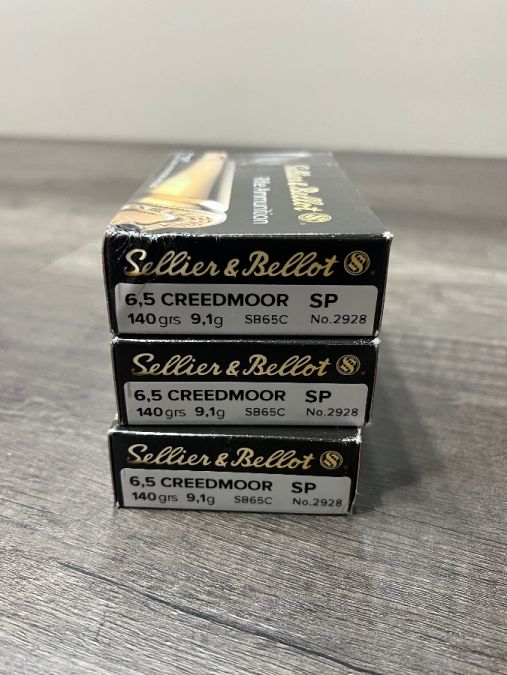 Sellier & Bellot
Rifle Ammunition
Sellier & Bellot
6,5 CREEDMOOR SP
140 grs 9,1g SB65C No.2928
Sellier & Bellot
6,5 CREEDMOOR SP
140 grs 9,1g SB65C No.2928
Sellier & Bellot
6,5 CREEDMOOR SP
140 grs 9,1g SB65C No.2928